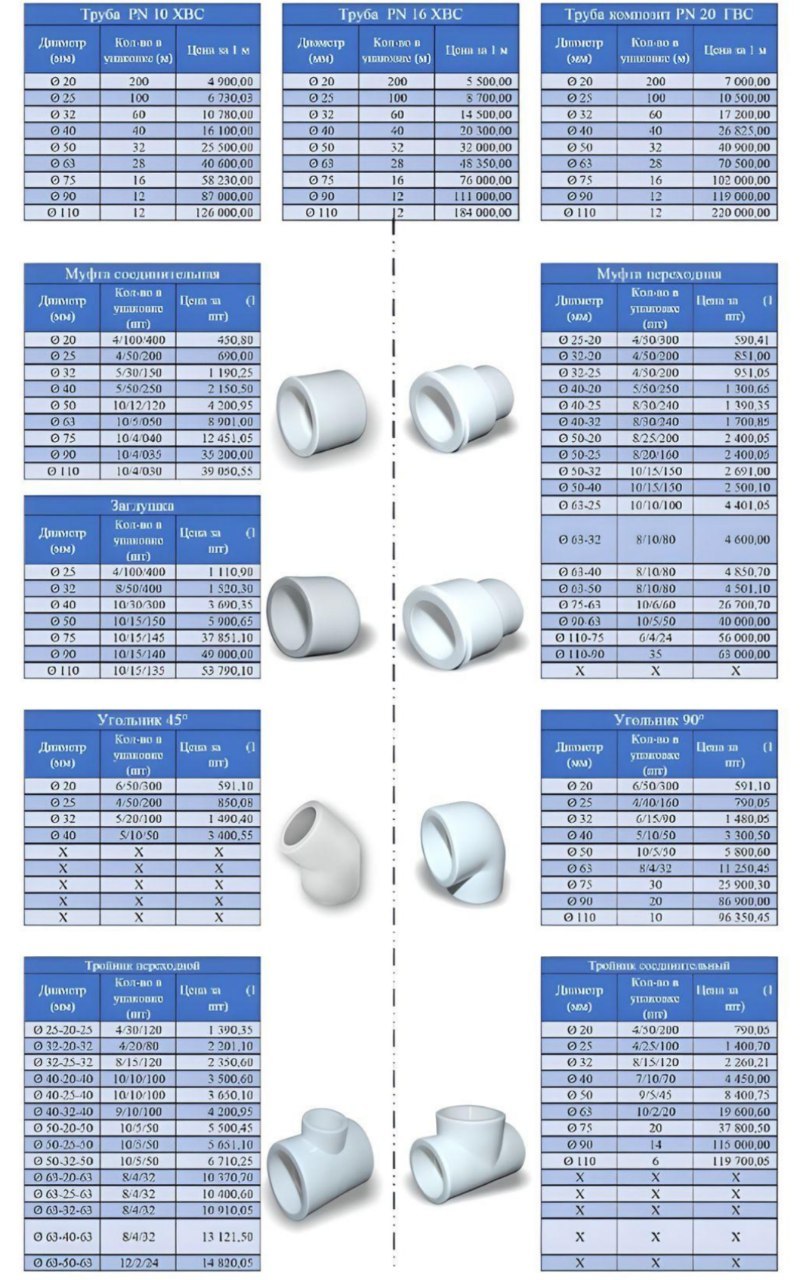 Труба PN 10 ХВС
Диаметр (мм) Кол-во в упаковке (м) Цена за 1 м
Ø 20 200 4 900,00
Ø 25 100 6 730,03
Ø 32 60 10 780,00
Ø 40 40 16 100,00
Ø 50 32 25 500,00
Ø 63 28 40 600,00
Ø 75 16 58 230,00
Ø 90 12 87 000,00
Ø 110 12 126 000,00
Труба PN 16 ХВС
Диаметр (мм) Кол-во в упаковке (м) Цена за 1 м
Ø 20 200 5 500,00
Ø 25 100 8 700,00
Ø 32 60 14 500,00
Ø 40 40 20 300,00
Ø 50 32 32 000,00
Ø 63 28 48 350,00
Ø 75 16 76 000,00
Ø 90 12 111 000,00
Ø 110 12 184 000,00
Труба композит PN 20 ГВС
Диаметр (мм) Кол-во в упаковке (м) Цена за 1 м
Ø 20 200 7 000,00
Ø 25 100 10 500,00
Ø 32 60 17 200,00
Ø 40 40 26 825,00
Ø 50 32 40 900,00
Ø 63 28 70 500,00
Ø 75 16 102 000,00
Ø 90 12 119 000,00
Ø 110 12 220 000,00
Муфта соединительная
Диаметр (мм) Кол-во в упаковке (шт) Цена за (1 шт)
Ø 20 4/100/400 450,80
Ø 25 4/50/200 690,00
Ø 32 5/30/150 1 190,25
Ø 40 5/50/250 2 150,50
Ø 50 10/12/120 4 200,95
Ø 63 10/5/050 8 901,00
Ø 75 10/4/040 12 451,05
Ø 90 10/4/035 35 200,00
Ø 110 10/4/030 39 050,55
Муфта переходная
Диаметр (мм) Кол-во в упаковке (шт) Цена за (1 шт)
Ø 25-20 4/50/300 590,41
Ø 32-20 4/50/200 851,00
Ø 32-25 4/50/200 951,05
Ø 40-20 5/50/250 1 300,65
Ø 40-25 8/30/240 1 390,35
Ø 40-32 8/30/240 1 700,85
Ø 50-20 8/25/200 2 400,05
Ø 50-25 8/20/160 2 400,05
Ø 50-32 10/15/150 2 691,00
Ø 50-40 10/15/150 2 500,10
Ø 63-25 10/10/100 4 401,05
Ø 63-32 8/10/80 4 600,00
Ø 63-40 8/10/80 4 850,70
Ø 63-50 8/10/80 4 501,10
Ø 75-63 10/6/60 26 700,70
Ø 90-63 10/5/50 40 000,00
Ø 110-75 6/4/24 56 000,00
Ø 110-90 35 63 000,00
X X X
Заглушка
Диаметр (мм) Кол-во в упаковке (шт) Цена за (1 шт)
Ø 25 4/100/400 1 110,90
Ø 32 8/50/400 1 520,30
Ø 40 10/30/300 3 690,35
Ø 50 10/15/150 5 900,65
Ø 75 10/15/145 37 851,10
Ø 90 10/15/140 49 000,00
Ø 110 10/15/135 53 790,10
Угольник 45°
Диаметр (мм) Кол-во в упаковке (шт) Цена за (1 шт)
Ø 20 6/50/300 591,10
Ø 25 4/50/200 850,08
Ø 32 5/20/100 1 490,40
Ø 40 5/10/50 3 400,55
X X X
X X X
X X X
X X X
X X X
Угольник 90°
Диаметр (мм) Кол-во в упаковке (шт) Цена за (1 шт)
Ø 20 6/50/300 591,10
Ø 25 4/40/160 790,05
Ø 32 6/15/90 1 480,05
Ø 40 5/10/50 3 300,50
Ø 50 10/5/50 5 800,60
Ø 63 8/4/32 11 250,45
Ø 75 30 25 900,30
Ø 90 20 86 900,00
Ø 110 10 96 350,45
Тройник переходной
Диаметр (мм) Кол-во в упаковке (шт) Цена за (1 шт)
Ø 25-20-25 4/30/120 1 390,35
Ø 32-20-32 4/20/80 2 201,10
Ø 32-25-32 8/15/120 2 350,60
Ø 40-20-40 10/10/100 3 500,60
Ø 40-25-40 10/10/100 3 650,10
Ø 40-32-40 9/10/100 4 200,95
Ø 50-20-50 10/5/50 5 500,45
Ø 50-25-50 10/5/50 5 651,10
Ø 50-32-50 10/5/50 6 710,25
Ø 63-20-63 8/4/32 10 370,70
Ø 63-25-63 8/4/32 10 400,60
Ø 63-32-63 8/4/32 10 910,05
Ø 63-40-63 8/4/32 13 121,50
Ø 63-50-63 12/2/24 14 820,05
Тройник соединительный
Диаметр (мм) Кол-во в упаковке (шт) Цена за (1 шт)
Ø 20 4/50/200 790,05
Ø 25 4/25/100 1 400,70
Ø 32 8/15/120 2 260,21
Ø 40 7/10/70 4 450,00
Ø 50 9/5/45 8 400,75
Ø 63 10/2/20 19 600,60
Ø 75 20 37 800,50
Ø 90 14 115 000,00
Ø 110 6 119 700,05
X X X
X X X
X X X
X X X
X X X